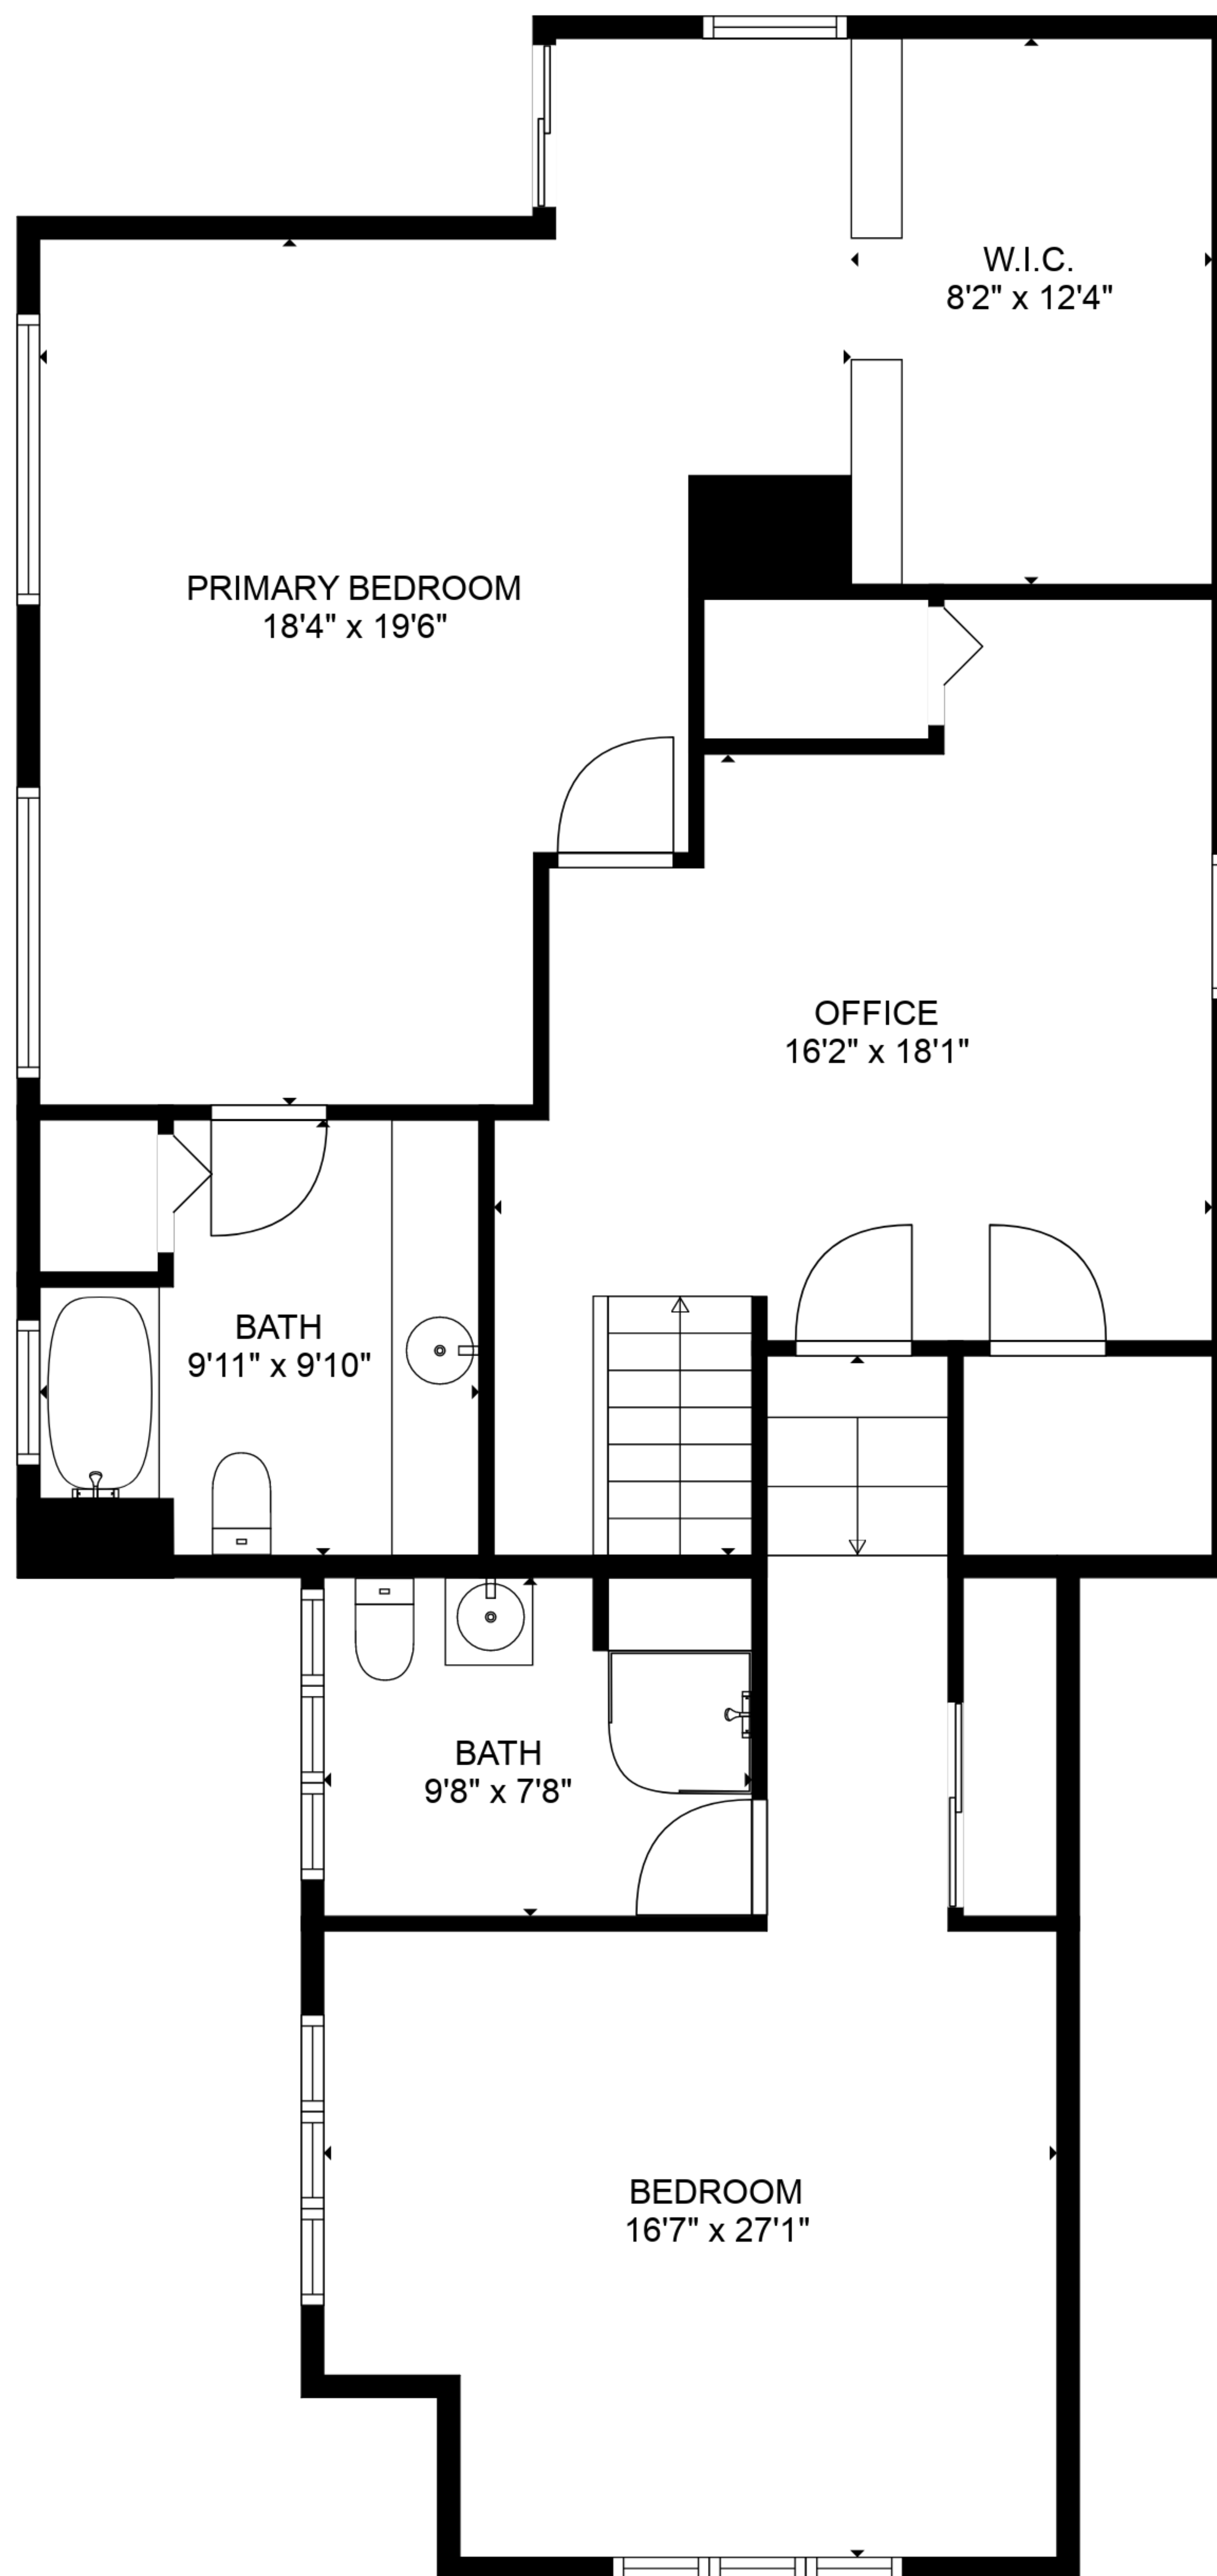 W.I.C.
8'2" x 12'4"
PRIMARY BEDROOM
18'4" x 19'6"
OFFICE
16'2" x 18'1"
BATH
9'11" x 9'10"
BATH
9'8" x 7'8"
BEDROOM
16'7" x 27'1"